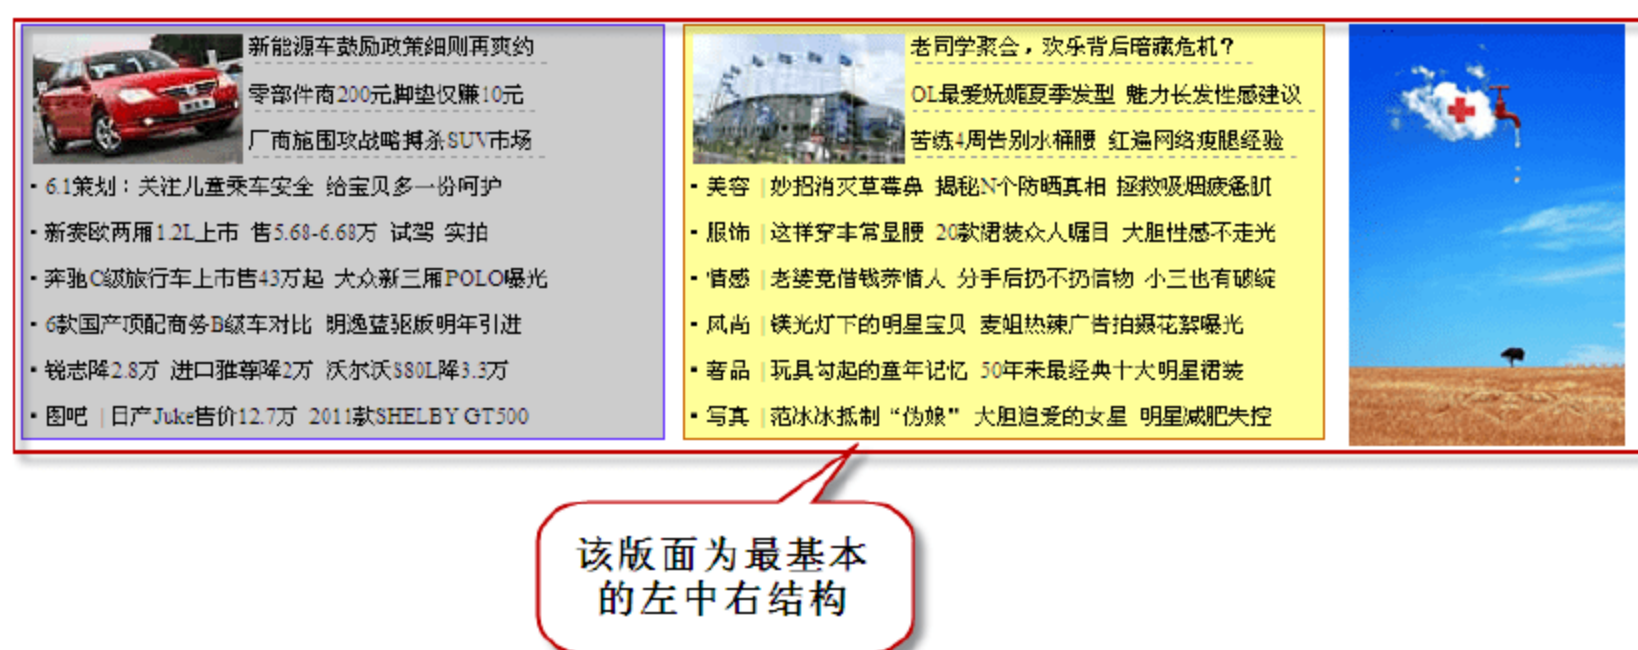 新能源车鼓励政策细则再爽约
零部件商200元脚垫仅赚10元
厂商施围攻战略搏杀SUV市场
· 6.1策划：关注儿童乘车安全 给宝贝多一份呵护
· 新赛欧两厢1.2L上市 售5.68-6.68万 试驾 实拍
· 奔驰C级旅行车上市售43万起 大众新三厢POLO曝光
· 6款国产顶配商务B级车对比 朗逸蓝驱版明年引进
· 锐志降2.8万 进口雅尊降2万 沃尔沃S80L降3.3万
· 图吧 | 日产Juke售价12.7万 2011款SHELBY GT500
老同学聚会，欢乐背后暗藏危机？
OL最爱妩媚夏季发型 魅力长发性感建议
苦练4周告别水桶腰 红遍网络瘦腿经验
· 美容 | 妙招消灭草莓鼻 揭秘N个防晒真相 拯救吸烟疲惫肌
· 服饰 | 这样穿非常显腰 20款裙装众人瞩目 大胆性感不走光
· 情感 | 老婆竟借钱养情人 分手后扔不扔信物 小三也有破绽
· 风尚 | 镁光灯下的明星宝贝 麦姐热辣广告拍摄花絮曝光
· 奢品 | 玩具勾起的童年记忆 50年来最经典十大明星裙装
· 写真 | 范冰冰抵制“伪娘” 大胆追爱的女星 明星减肥失控
该版面为最基本
的左中右结构